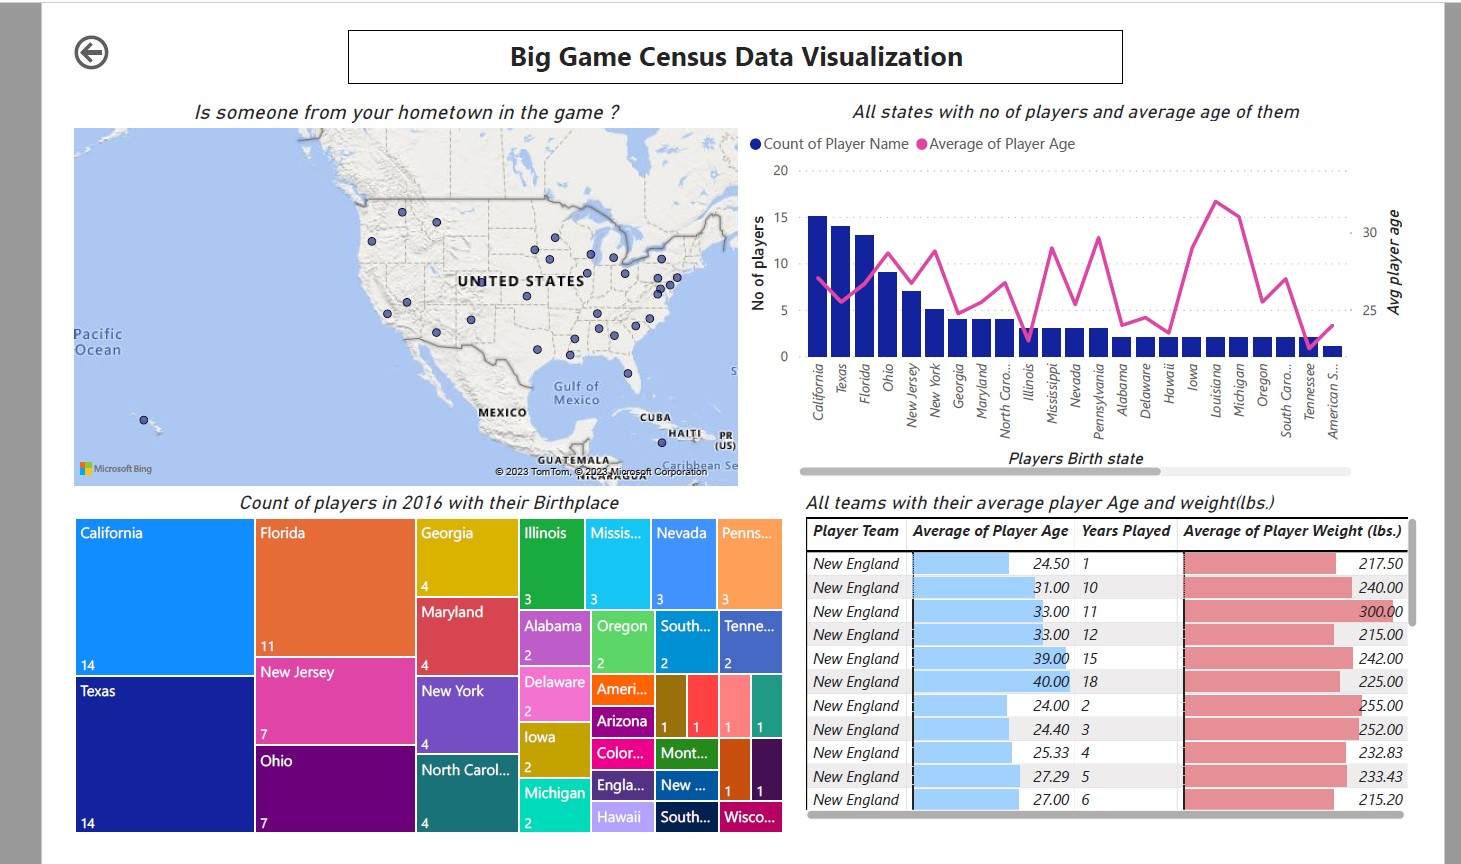 Big Game Census Data Visualization
Is someone from your hometown in the game ?
UNITED STATES
Pacific
Ocean
Gulf of
Mexico
MEXICO
CUBA
HAITI
PR
(US)
GUATEMALA
Caribbean Se
NICARAGUA
Microsoft Bing
© 2023 TomTom, © 2023 Microsoft Corporation
All states with no of players and average age of them
Count of Player Name Average of Player Age
No of players
20
15
10
5
0
30
25
Avg player age
California
Texas
Florida
Ohio
New Jersey
New York
Georgia
Maryland
North Caro...
Illinois
Mississippi
Nevada
Pennsylvania
Alabama
Delaware
Hawaii
Iowa
Louisiana
Michigan
Oregon
South Caro...
Tennessee
American S...
Players Birth state
Count of players in 2016 with their Birthplace
California
14
Texas
14
Florida
11
New Jersey
7
Ohio
7
Georgia
4
Maryland
4
New York
4
North Carol...
4
Illinois
3
Missis...
3
Nevada
3
Penns...
3
Alabama
2
Delaware
2
Iowa
2
Michigan
2
Oregon
2
South...
2
Tenne...
2
Ameri...
Arizona
Color...
Engla...
Hawaii
1
1
1
1
Mont...
New ...
South...
1
1
Wisco...
All teams with their average player Age and weight(lbs.)
Player Team Average of Player Age Years Played Average of Player Weight (lbs.)
New England 24.50 1 217.50
New England 31.00 10 240.00
New England 33.00 11 300.00
New England 33.00 12 215.00
New England 39.00 15 242.00
New England 40.00 18 225.00
New England 24.00 2 255.00
New England 24.40 3 252.00
New England 25.33 4 232.83
New England 27.29 5 233.43
New England 27.00 6 215.20